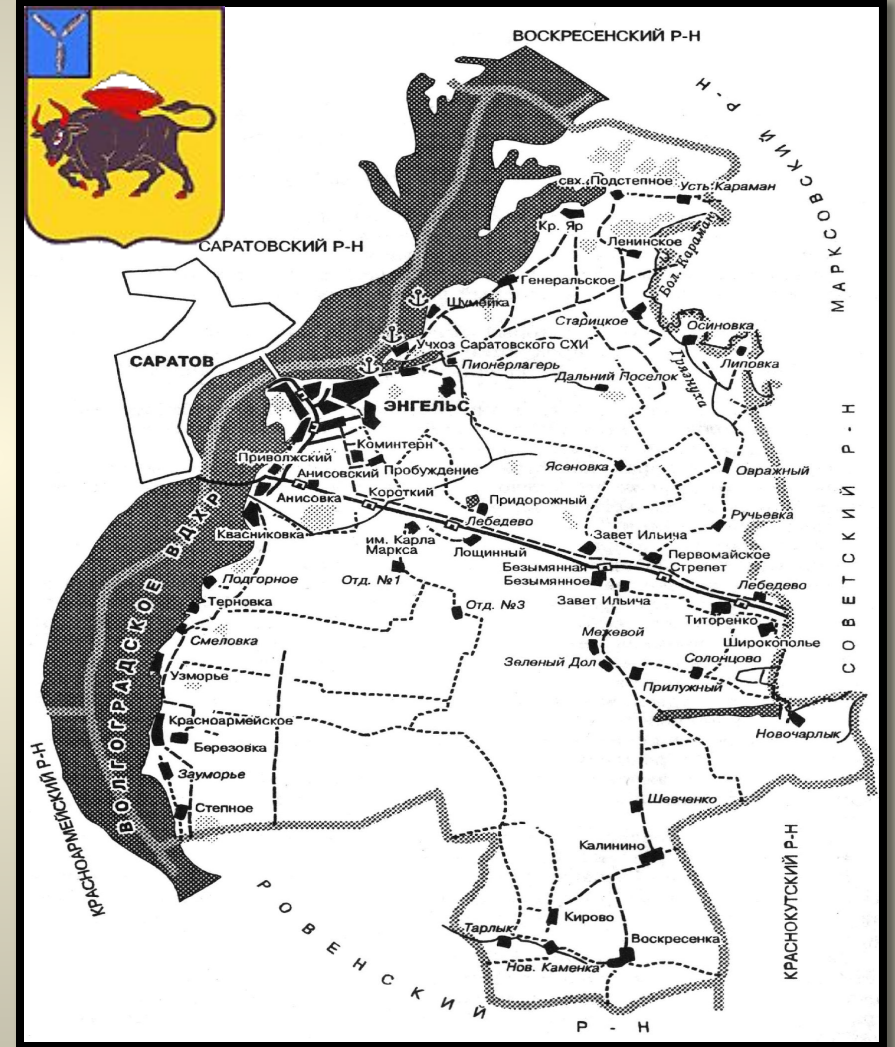 ВОСКРЕСЕНСКИЙ Р-Н
МАРКСОВСКИЙ Р-Н
свх. Подстепное
Усть-Караман
Кр. Яр
САРАТОВСКИЙ Р-Н
Ленинское
Бол. Караман
Генеральское
Шумейка
Старицкое
Осиновка
Учхоз Саратовского СХИ
САРАТОВ
Пионерлагерь
Грязнуха
Липовка
Дальний Поселок
ЭНГЕЛЬС
СОВЕТСКИЙ Р-Н
Коминтерн
Приволжский
Анисовский
Пробуждение
Ясеновка
Овражный
Анисовка
Короткий
Придорожный
Ручьевка
Лебедево
Квасниковка
им. Карла
Маркса
Лощинный
Завет Ильича
Первомайское
Безымянная
Стрепет
Подгорное
Отд. №1
Безымянное
Лебедево
Терновка
Отд. №3
Завет Ильича
Титоренко
Смеловка
Межевой
Широкополье
Зеленый Дол
Солонцово
Узморье
Прилужный
ВОЛГОГРАДСКОЕ ВДХР
Красноармейское
Новочарлык
Березовка
Зауморье
КРАСНОАРМЕЙСКИЙ Р-Н
Степное
Шевченко
Калинино
КРАСНОКУТСКИЙ Р-Н
РОВЕНСКИЙ
Р-Н
Кирово
Тарлык
Воскресенка
Нов. Каменка